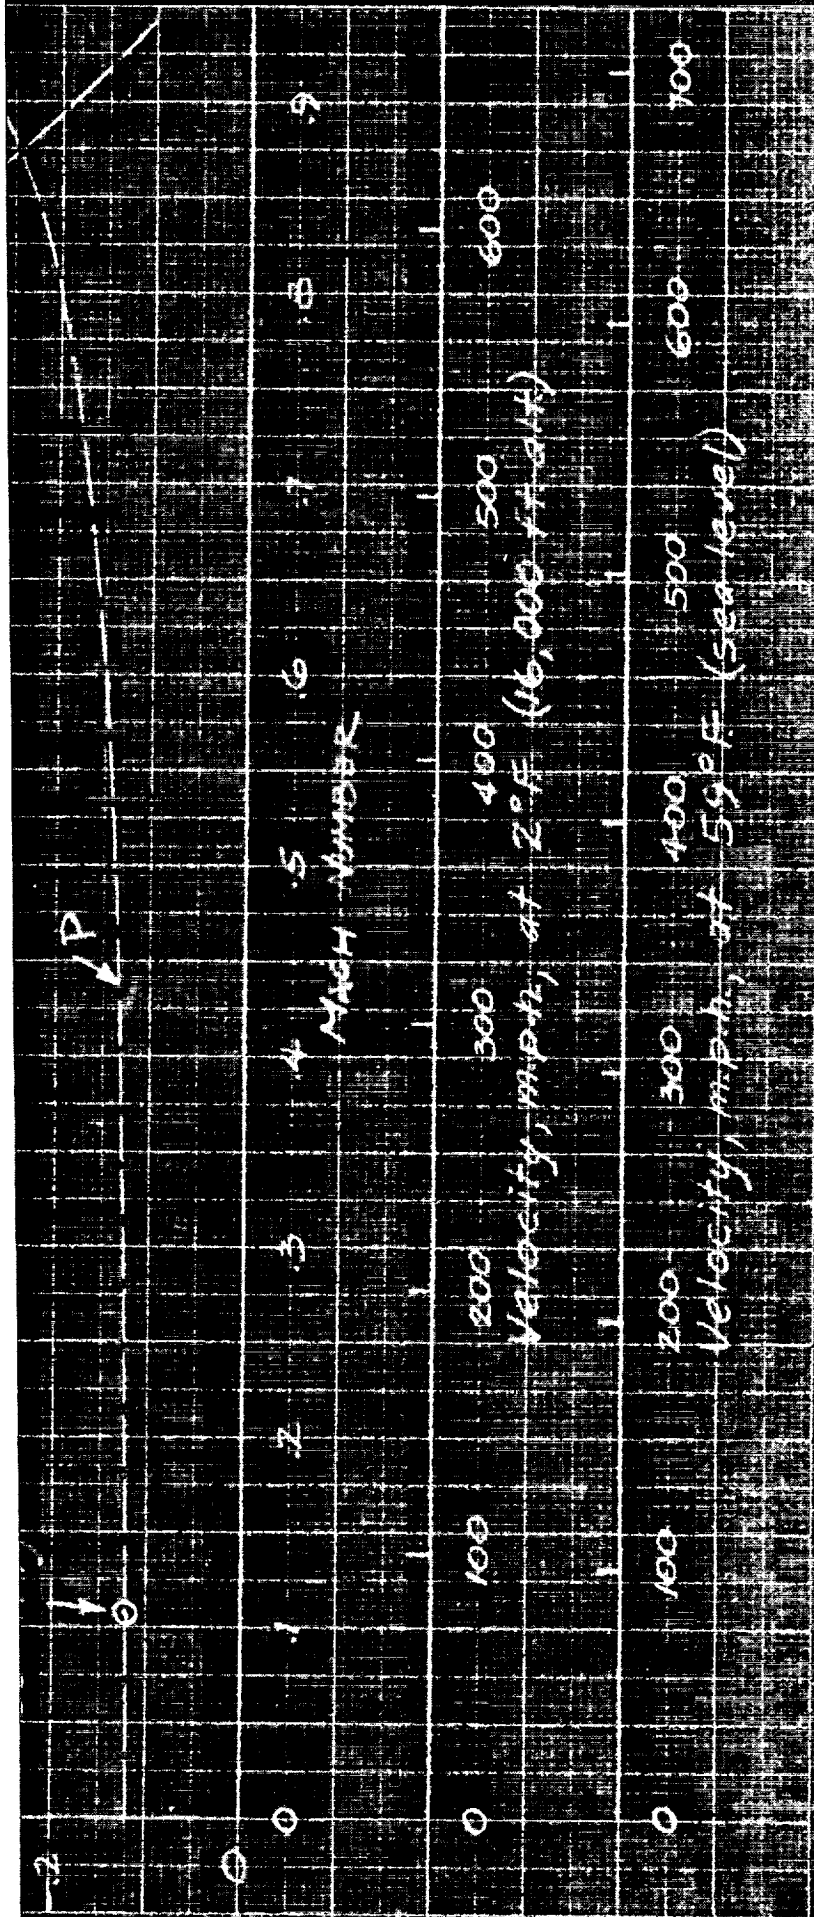 .2
P
0
0 .1 .2 .3 .4 .5 .6 .7 .8 .9
MACH NUMBER
0 100 200 300 400 500 600
Velocity, m.p.h., at 2°F. (16,000 ft alt.)
0 100 200 300 400 500 600 700
Velocity, m.p.h., at 59°F. (sea level)